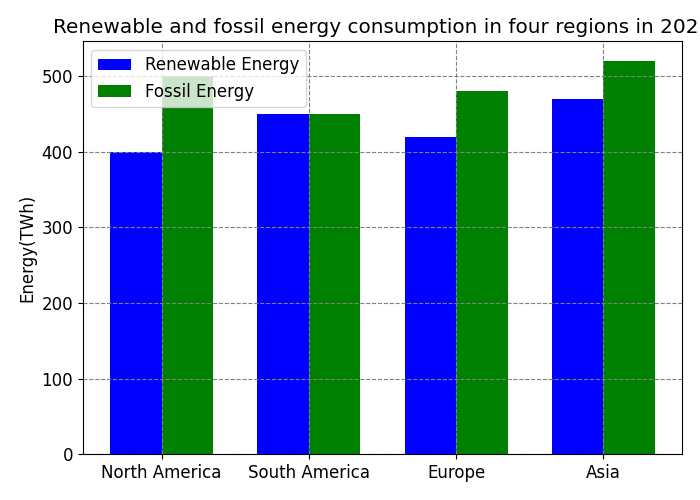 Renewable and fossil energy consumption in four regions in 202
Renewable Energy
Fossil Energy
Energy(TWh)
500
400
300
200
100
0
North America South America Europe Asia